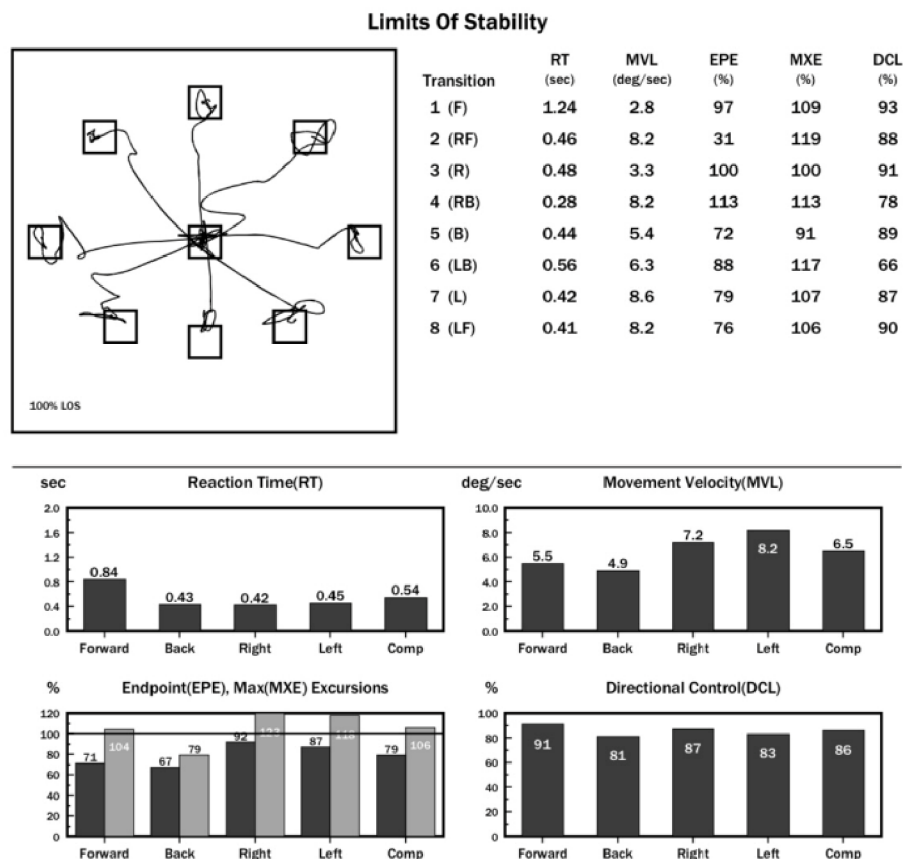 Limits Of Stability
100% LOS
RT MVL EPE MXE DCL
Transition (sec) (deg/sec) (%) (%) (%)
1 (F) 1.24 2.8 97 109 93
2 (RF) 0.46 8.2 31 119 88
3 (R) 0.48 3.3 100 100 91
4 (RB) 0.28 8.2 113 113 78
5 (B) 0.44 5.4 72 91 89
6 (LB) 0.56 6.3 88 117 66
7 (L) 0.42 8.6 79 107 87
8 (LF) 0.41 8.2 76 106 90
sec Reaction Time(RT)
2.0
1.6
1.2
0.8
0.4
0.0
0.84 0.43 0.42 0.45 0.54
Forward Back Right Left Comp
deg/sec Movement Velocity(MVL)
10.0
8.0
6.0
4.0
2.0
0.0
5.5 4.9 7.2 8.2 6.5
Forward Back Right Left Comp
% Endpoint(EPE), Max(MXE) Excursions
120
100
80
60
40
20
0
71 104 67 79 92 123 87 118 79 106
Forward Back Right Left Comp
% Directional Control(DCL)
100
80
60
40
20
0
91 81 87 83 86
Forward Back Right Left Comp